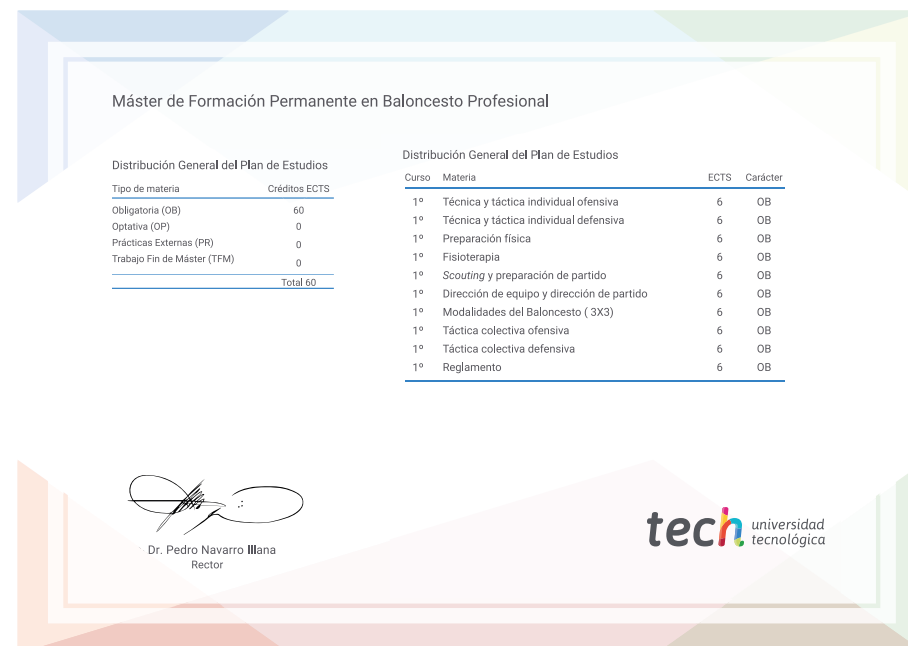 Máster de Formación Permanente en Baloncesto Profesional
Distribución General del Plan de Estudios
Tipo de materia Créditos ECTS
Obligatoria (OB) 60
Optativa (OP) 0
Prácticas Externas (PR) 0
Trabajo Fin de Máster (TFM) 0
Total 60
Distribución General del Plan de Estudios
Curso Materia ECTS Carácter
1º Técnica y táctica individual ofensiva 6 OB
1º Técnica y táctica individual defensiva 6 OB
1º Preparación física 6 OB
1º Fisioterapia 6 OB
1º Scouting y preparación de partido 6 OB
1º Dirección de equipo y dirección de partido 6 OB
1º Modalidades del Baloncesto ( 3X3) 6 OB
1º Táctica colectiva ofensiva 6 OB
1º Táctica colectiva defensiva 6 OB
1º Reglamento 6 OB
Dr. Pedro Navarro Illana
Rector
tech universidad
tecnológica